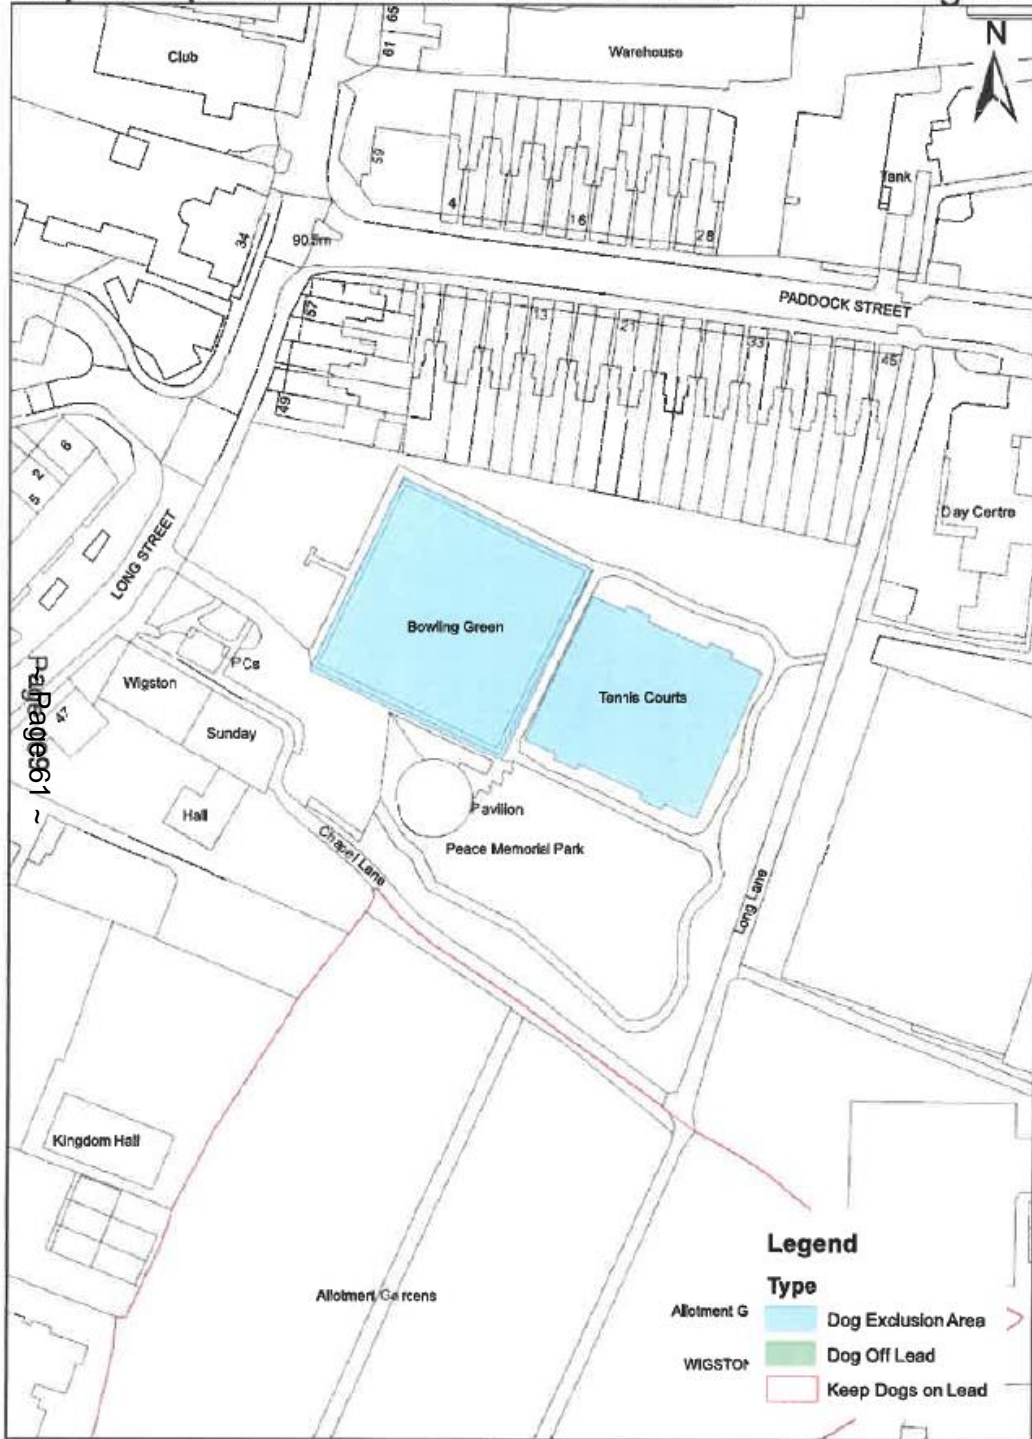 N
Club
65
61
Warehouse
59
Tank
4
16
28
34
90.5m
PADDOCK STREET
57
1
13
21
33
45
49
6
2
5
Day Centre
LONG STREET
Bowling Green
PCs
Wigston
Tennis Courts
Sunday
47
~ Page 61 ~
Hall
Pavilion
Chapel Lane
Peace Memorial Park
Long Lane
Kingdom Hall
Legend
Type
Allotment Gardens
Allotment G
Dog Exclusion Area
WIGSTON
Dog Off Lead
Keep Dogs on Lead